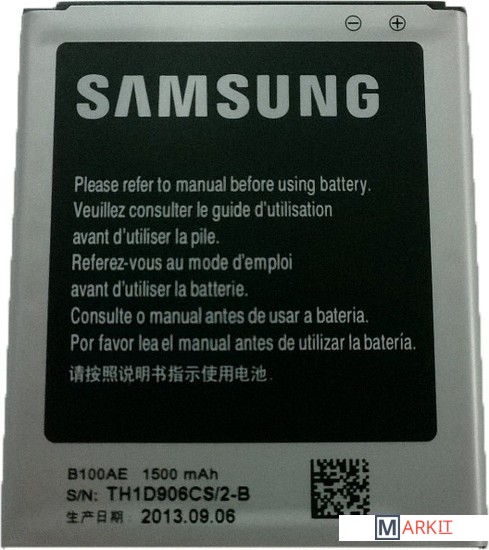 ⊖ ⊕
SAMSUNG
Please refer to manual before using battery.
Veuillez consulter le guide d'utilisation
avant d'utiliser la pile.
Referez-vous au mode d'emploi
avant d'utiliser la batterie.
Consulte o manual antes de usar a bateria.
Por favor lea el manual antes de utilizar la batería.
请按照说明书指示使用电池.
B100AE 1500 mAh
S/N: TH1D906CS/2-B
生产日期: 2013.09.06
MARKIT